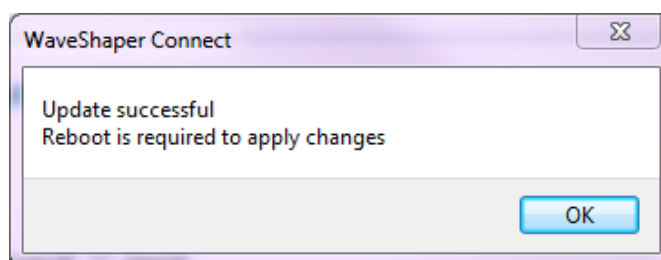 WaveShaper Connect
Update successful
Reboot is required to apply changes
OK